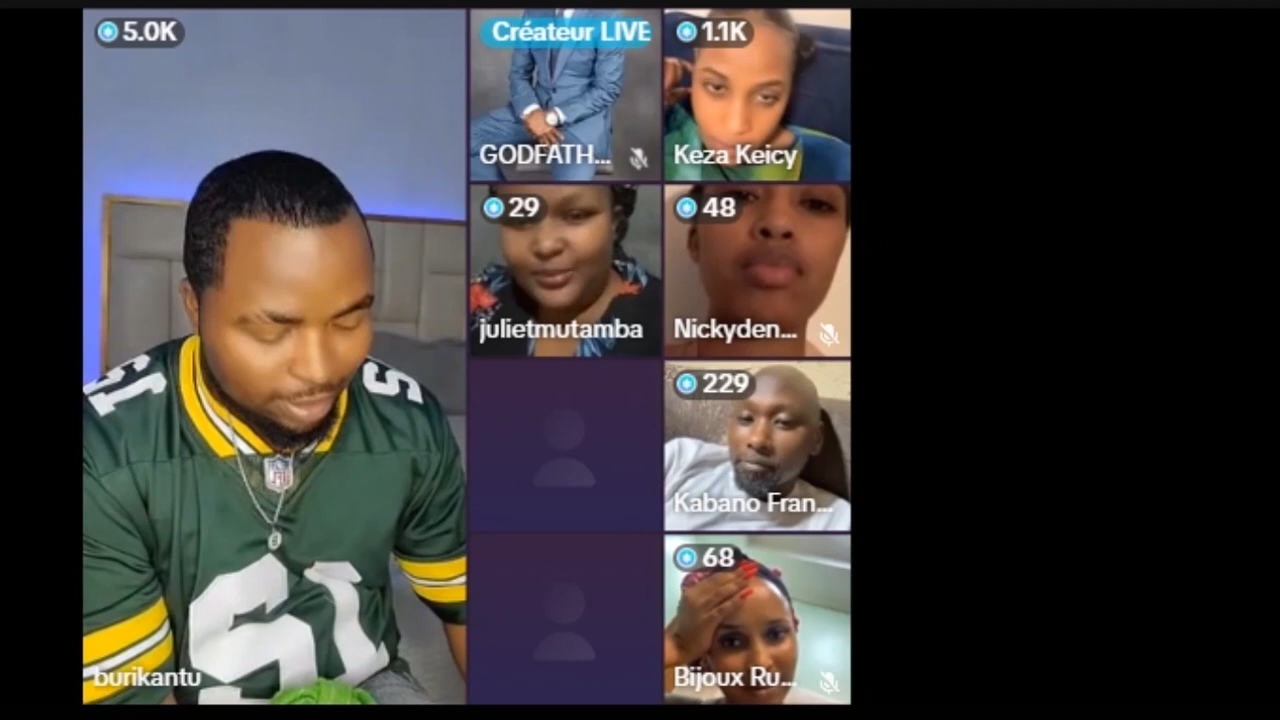 5.0K
Créateur LIVE
1.1K
GODFATH...
Keza Keicy
29
48
julietmutamba
Nickyden...
229
Kabano Fran...
68
burikantu
Bijoux Ru...